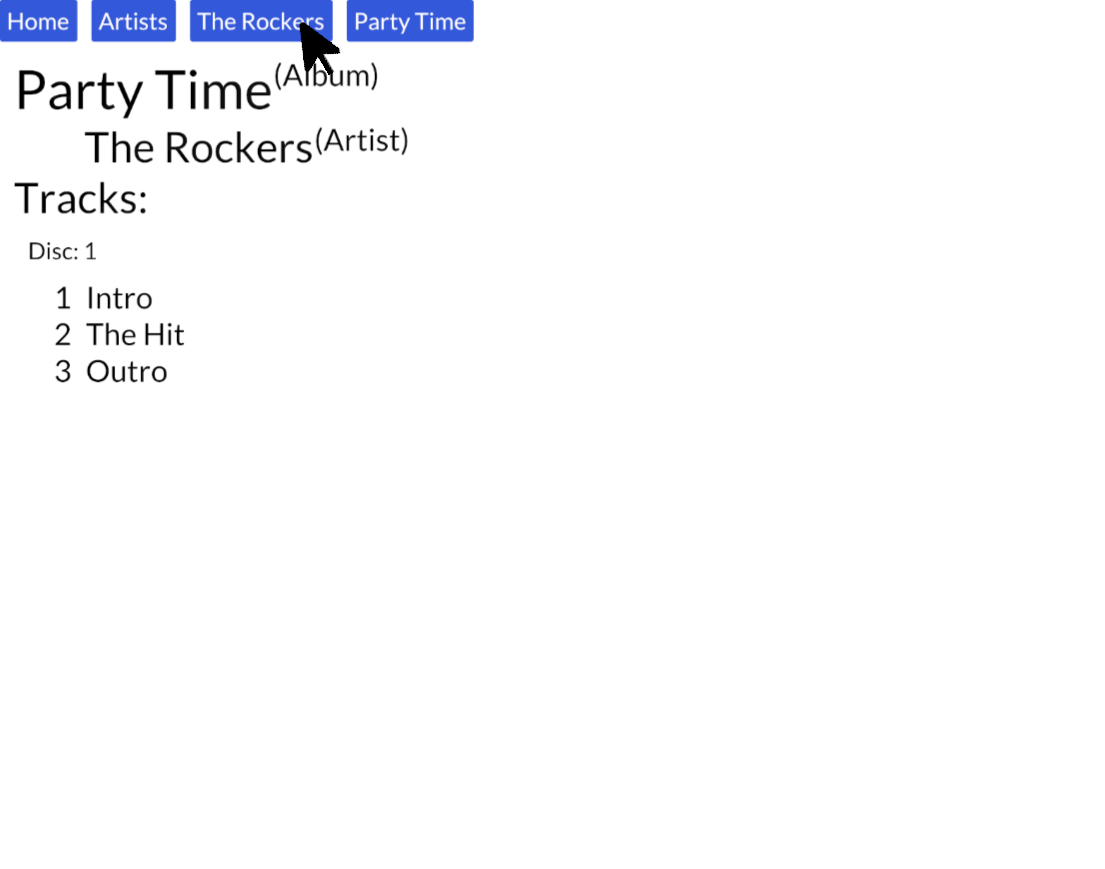 Home Artists The Rockers Party Time
Party Time(Album)
The Rockers(Artist)
Tracks:
Disc: 1
1 Intro
2 The Hit
3 Outro